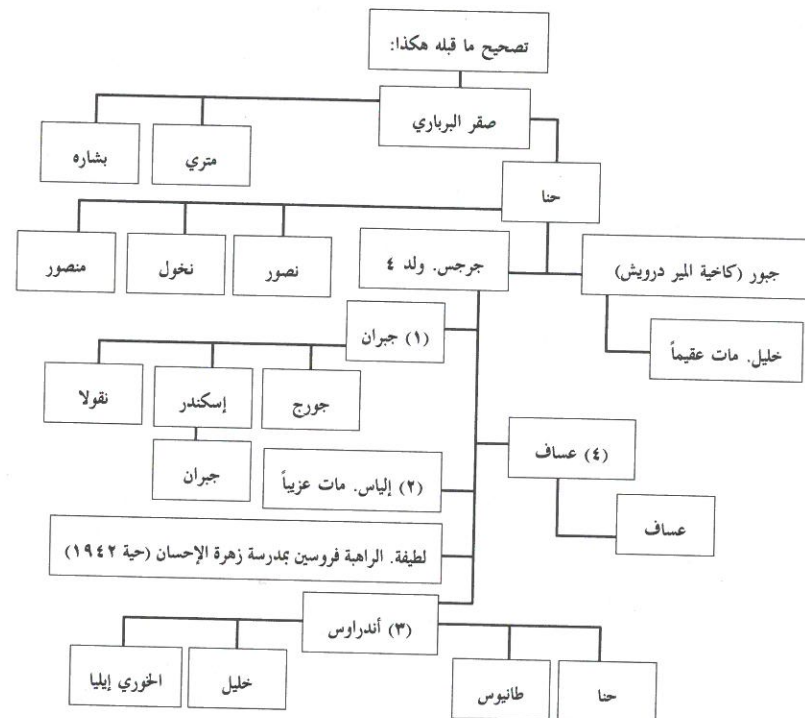 تصحيح ما قبله هكذا:
صقر البرباري
متري
بشاره
حنا
نصور
نخول
منصور
جبور (كاخية المير درويش)
جرجس. ولد ٤
خليل. مات عقيماً
(١) جبران
جورج
إسكندر
نقولا
جبران
(٤) عساف
عساف
(٢) إلياس. مات عزيباً
لطيفة. الراهبة فروسين بمدرسة زهرة الإحسان (حية ١٩٤٢)
(٣) أندراوس
حنا
طانيوس
خليل
الخوري إيليا